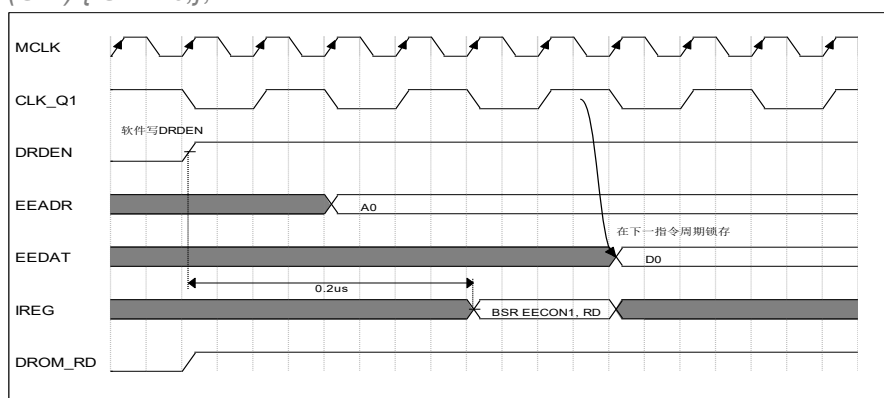 MCLK
CLK_Q1
软件写DRDEN
DRDEN
EEADR
A0
在下一指令周期锁存
EEDAT
D0
0.2us
IREG
BSR EECON1, RD
DROM_RD